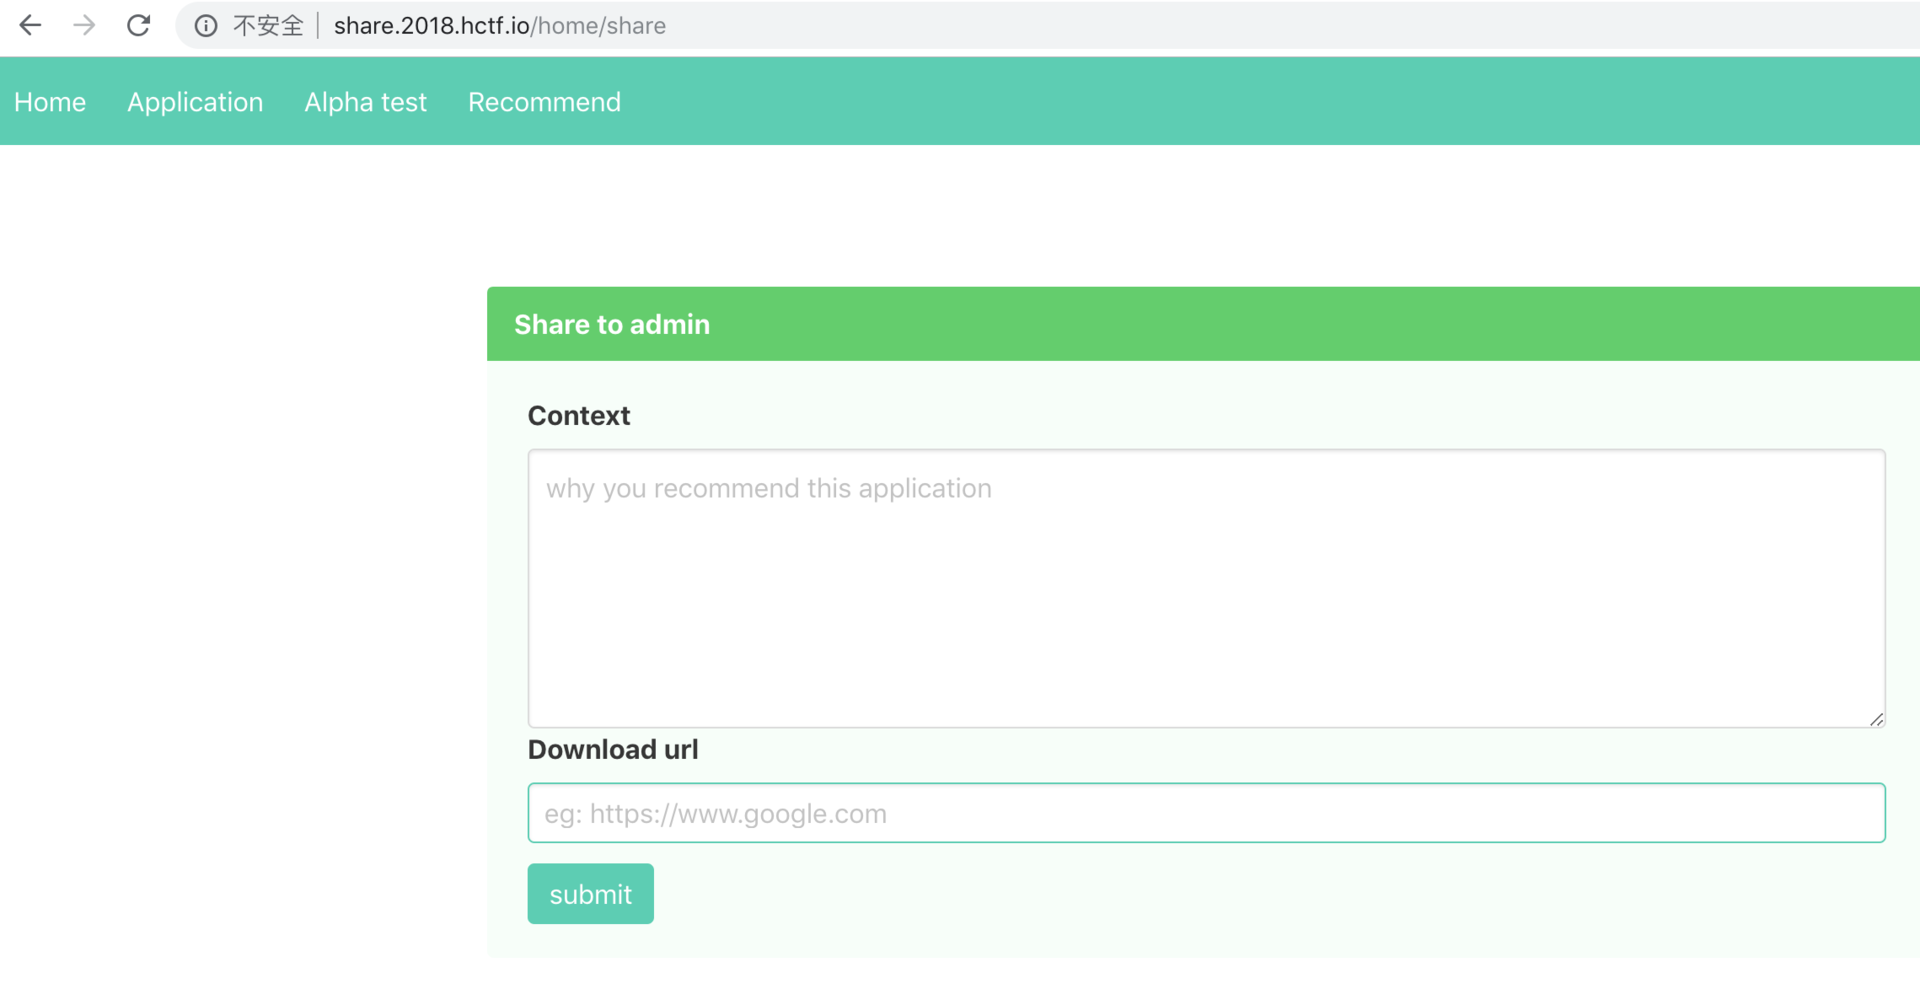 不安全 share.2018.hctf.io/home/share
Home Application Alpha test Recommend
Share to admin
Context
why you recommend this application
Download url
eg: https://www.google.com
submit